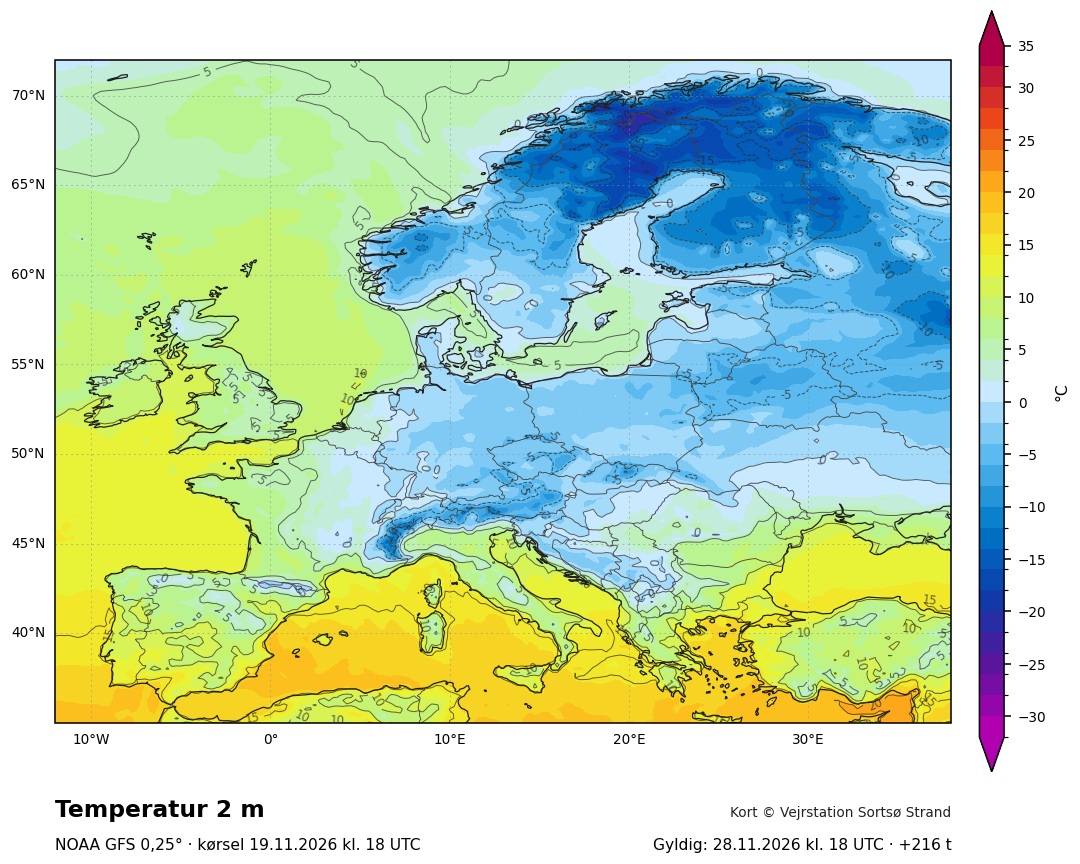 35
30
25
20
15
10
5
0
−5
−10
−15
−20
−25
−30
°C
70°N
65°N
60°N
55°N
50°N
45°N
40°N
10°W 0° 10°E 20°E 30°E
Temperatur 2 m
Kort © Vejrstation Sortsø Strand
NOAA GFS 0,25° · kørsel 19.11.2026 kl. 18 UTC
Gyldig: 28.11.2026 kl. 18 UTC · +216 t